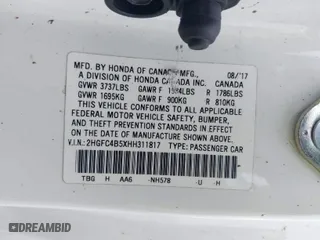 MFD. BY HONDA OF CANADA MFG., 08/'17
A DIVISION OF HONDA CANADA INC. CANADA
GVWR 3737LBS GAWR F LBS R 1786LBS
GVWR 1695KG GAWR F 900KG R 810KG
THIS VEHICLE CONFORMS TO ALL APPLICABLE
FEDERAL MOTOR VEHICLE SAFETY, BUMPER,
AND THEFT PREVENTION STANDARDS IN EFFECT
ON THE DATE OF MANUFACTURE SHOWN ABOVE.
V.I.N.: 2HGFC4B5XHH311817 TYPE: PASSENGER CAR
TBG H AA6 -NH578 -U -H
DEALERSHIP